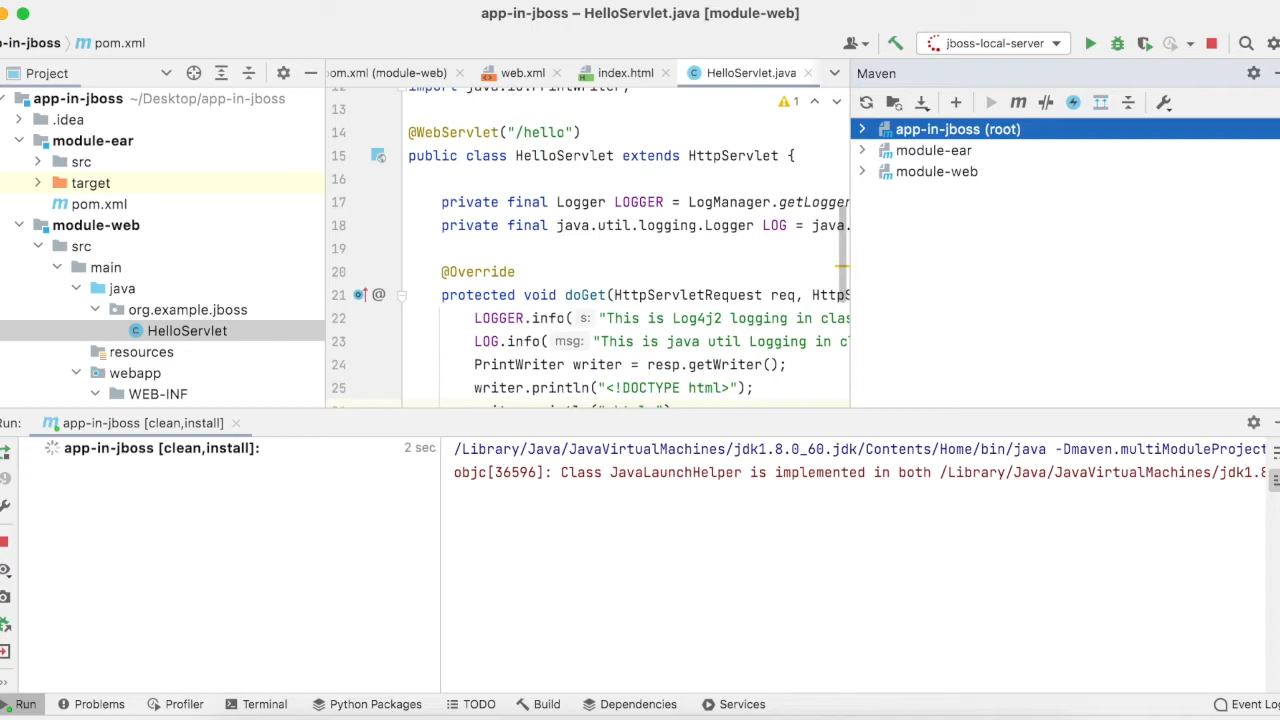 app-in-jboss – HelloServlet.java [module-web]
-in-jboss pom.xml
jboss-local-server
Project
om.xml (module-web) web.xml index.html HelloServlet.java
Maven
app-in-jboss ~/Desktop/app-in-jboss
.idea
module-ear
src
target
pom.xml
module-web
src
main
java
org.example.jboss
HelloServlet
resources
webapp
WEB-INF
12 import java.io.PrintWriter;
13
1
14 @WebServlet("/hello")
15 public class HelloServlet extends HttpServlet {
16
17 private final Logger LOGGER = LogManager.getLogger
18 private final java.util.logging.Logger LOG = java.
19
20 @Override
21 @ protected void doGet(HttpServletRequest req, HttpS
22 LOGGER.info( s: "This is Log4j2 logging in clas
23 LOG.info( msg: "This is java util Logging in cl
24 PrintWriter writer = resp.getWriter();
25 writer.println("<!DOCTYPE html>");
app-in-jboss (root)
module-ear
module-web
un: app-in-jboss [clean,install]
app-in-jboss [clean,install]: 2 sec
/Library/Java/JavaVirtualMachines/jdk1.8.0_60.jdk/Contents/Home/bin/java -Dmaven.multiModuleProject
objc[36596]: Class JavaLaunchHelper is implemented in both /Library/Java/JavaVirtualMachines/jdk1.8
Run Problems Profiler Terminal Python Packages TODO Build Dependencies Services Event Log